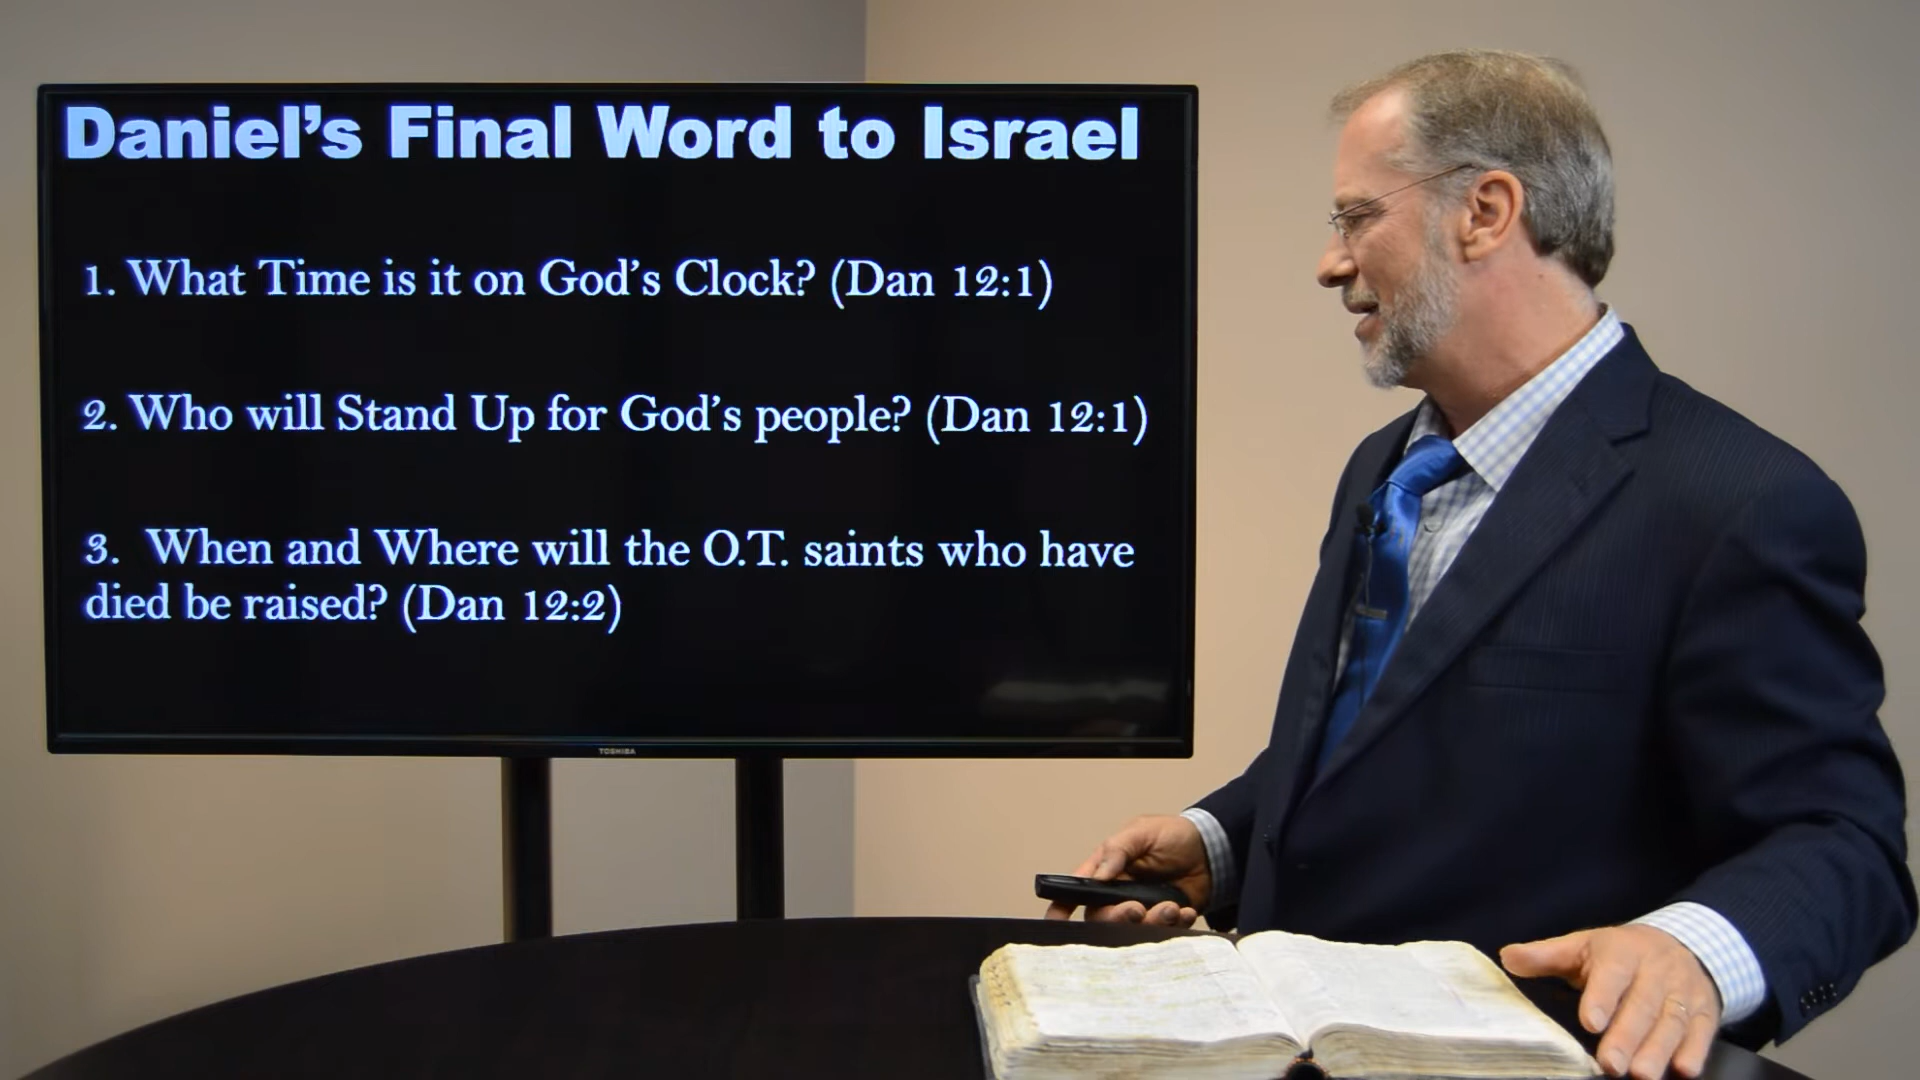 Daniel’s Final Word to Israel
1. What Time is it on God’s Clock? (Dan 12:1)
2. Who will Stand Up for God’s people? (Dan 12:1)
3. When and Where will the O.T. saints who have
died be raised? (Dan 12:2)
TOSHIBA